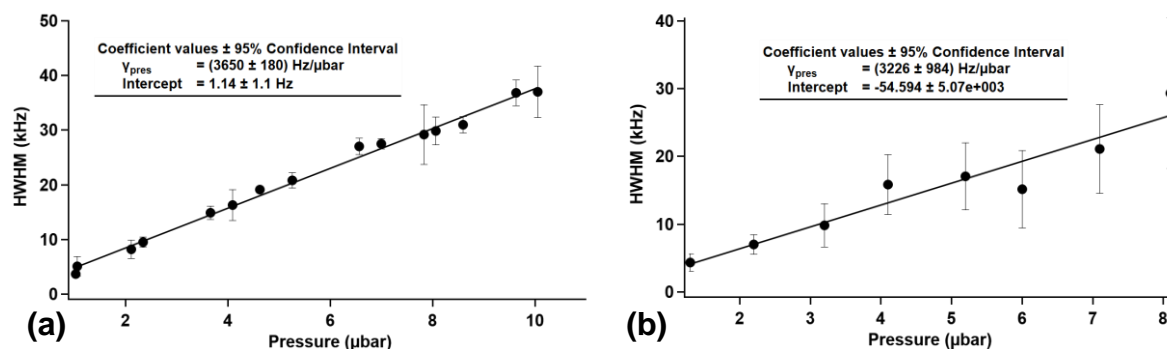 50
40
30
20
10
0
HWHM (kHz)
Coefficient values ± 95% Confidence Interval
γpres = (3650 ± 180) Hz/µbar
Intercept = 1.14 ± 1.1 Hz
2 4 6 8 10
Pressure (µbar)
(a)
40
30
20
10
0
HWHM (kHz)
Coefficient values ± 95% Confidence Interval
γpres = (3226 ± 984) Hz/µbar
Intercept = -54.594 ± 5.07e+003
2 3 4 5 6 7 8
Pressure (µbar)
(b)